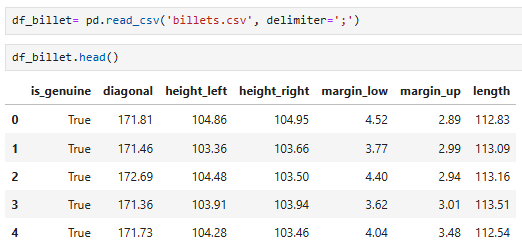 df_billet= pd.read_csv('billets.csv', delimiter=';')
df_billet.head()
is_genuine diagonal height_left height_right margin_low margin_up length
0 True 171.81 104.86 104.95 4.52 2.89 112.83
1 True 171.46 103.36 103.66 3.77 2.99 113.09
2 True 172.69 104.48 103.50 4.40 2.94 113.16
3 True 171.36 103.91 103.94 3.62 3.01 113.51
4 True 171.73 104.28 103.46 4.04 3.48 112.54